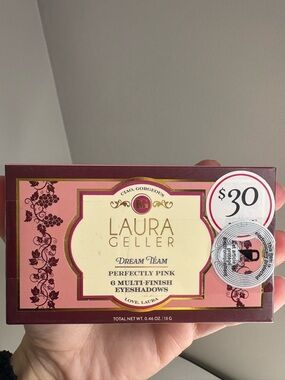 CIAO, GORGEOUS
LG
LAURA
GELLER
DREAM TEAM
PERFECTLY PINK
6 MULTI-FINISH
EYESHADOWS
LOVE, LAURA
TOTAL NET WT. 0.46 OZ. / 13 G
$30